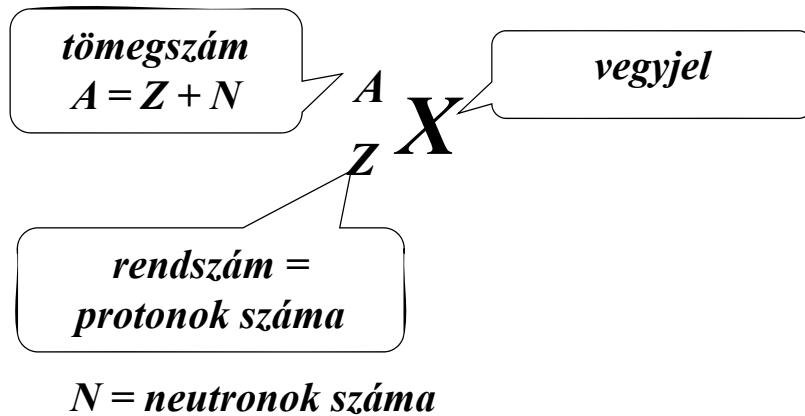 tömegszám
A = Z + N
vegyjel
A
X
Z
rendszám =
protonok száma
N = neutronok száma